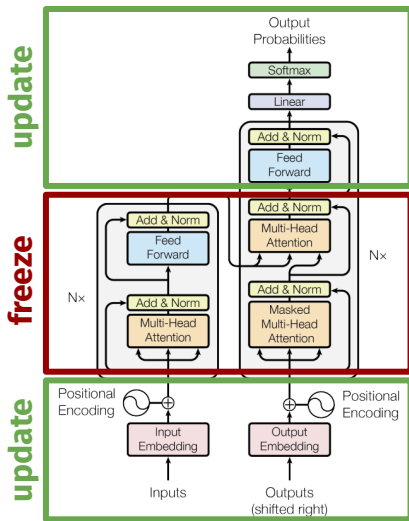 update
Output
Probabilities
Softmax
Linear
Add & Norm
Feed
Forward
freeze
Add & Norm
Feed
Forward
N×
Add & Norm
Multi-Head
Attention
Add & Norm
Multi-Head
Attention
N×
Add & Norm
Masked
Multi-Head
Attention
update
Positional
Encoding
Input
Embedding
Inputs
Positional
Encoding
Output
Embedding
Outputs
(shifted right)